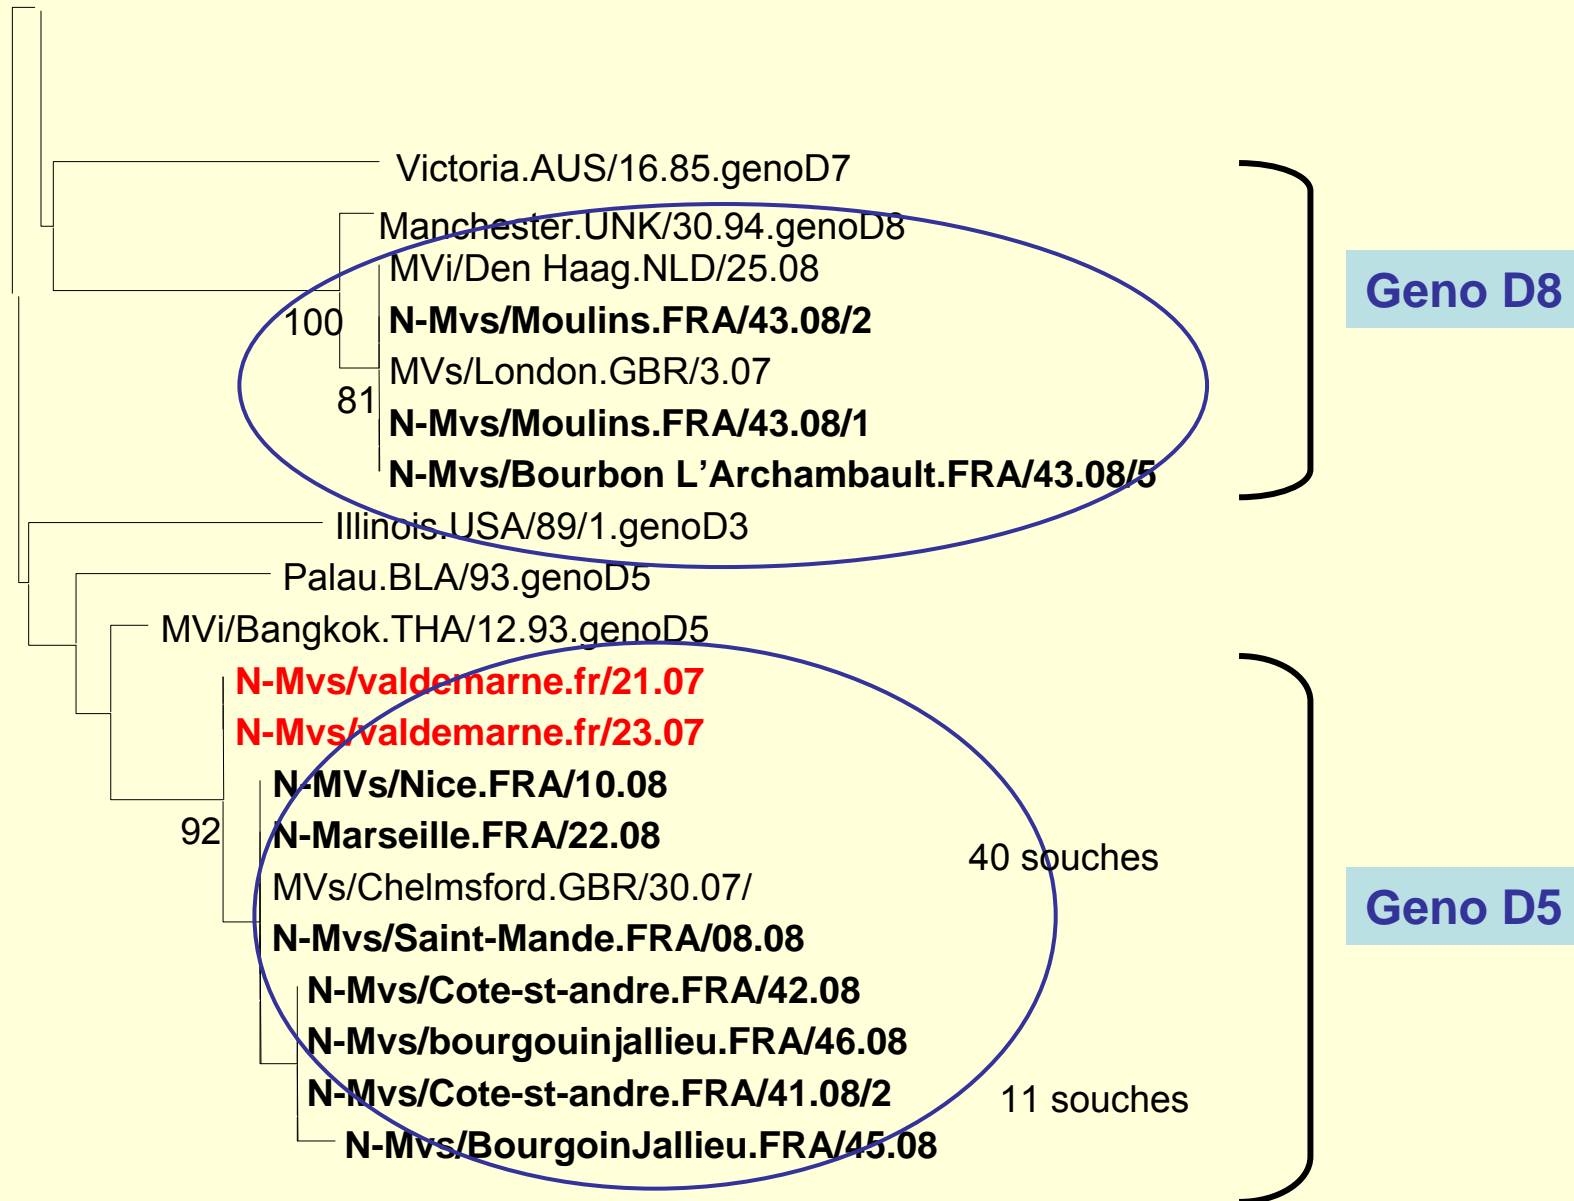 Victoria.AUS/16.85.genoD7
Manchester.UNK/30.94.genoD8
MVi/Den Haag.NLD/25.08
Geno D8
100
N-Mvs/Moulins.FRA/43.08/2
MVs/London.GBR/3.07
81
N-Mvs/Moulins.FRA/43.08/1
N-Mvs/Bourbon L'Archambault.FRA/43.08/5
Illinois.USA/89/1.genoD3
Palau.BLA/93.genoD5
MVi/Bangkok.THA/12.93.genoD5
N-Mvs/valdemarne.fr/21.07
N-Mvs/valdemarne.fr/23.07
N-MVs/Nice.FRA/10.08
92
N-Marseille.FRA/22.08
40 souches
MVs/Chelmsford.GBR/30.07/
Geno D5
N-Mvs/Saint-Mande.FRA/08.08
N-Mvs/Cote-st-andre.FRA/42.08
N-Mvs/bourgouinjallieu.FRA/46.08
N-Mvs/Cote-st-andre.FRA/41.08/2
11 souches
N-Mvs/BourgoinJallieu.FRA/45.08